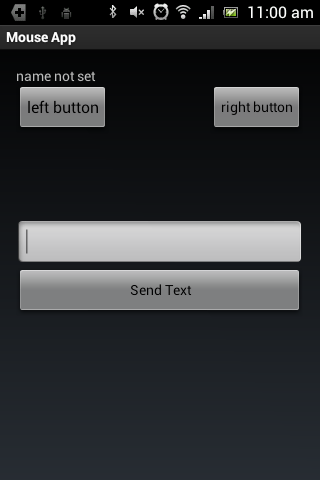 11:00 am
Mouse App
name not set
left button
right button
Send Text